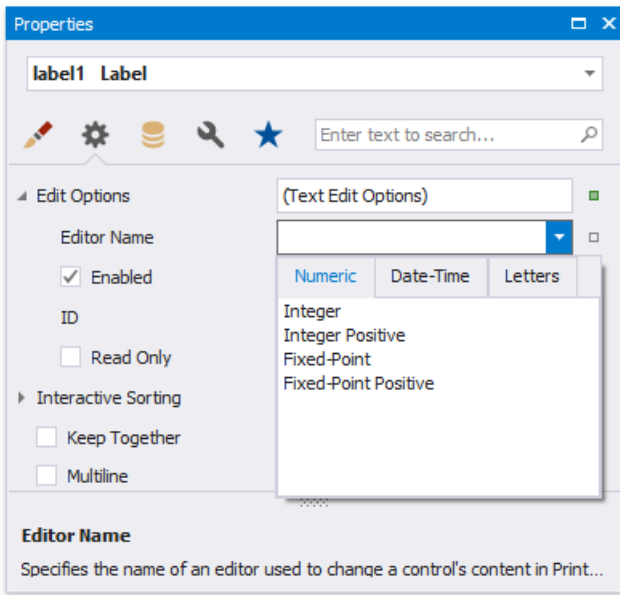 Properties
label1 Label
Enter text to search...
Edit Options
(Text Edit Options)
Editor Name
Enabled
Numeric Date-Time Letters
Integer
ID
Integer Positive
Read Only
Fixed-Point
Fixed-Point Positive
Interactive Sorting
Keep Together
Multiline
Editor Name
Specifies the name of an editor used to change a control's content in Print...